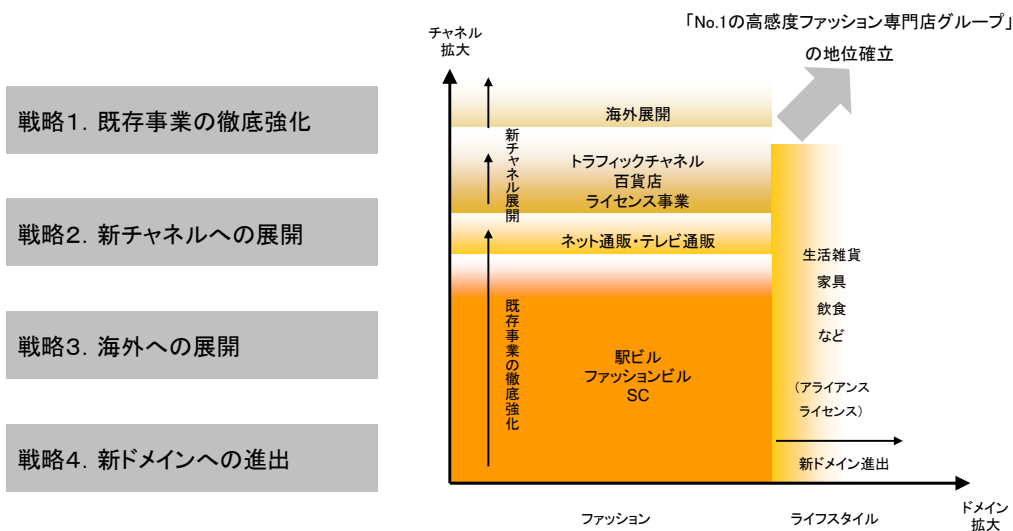 「No.1の高感度ファッション専門店グループ」
の地位確立
チャネル
拡大
戦略1. 既存事業の徹底強化
戦略2. 新チャネルへの展開
戦略3. 海外への展開
戦略4. 新ドメインへの進出
海外展開
新チャネル展開
トラフィックチャネル
百貨店
ライセンス事業
ネット通販・テレビ通販
既存事業の徹底強化
駅ビル
ファッションビル
SC
生活雑貨
家具
飲食
など
（アライアンス
ライセンス）
新ドメイン進出
ファッション
ライフスタイル
ドメイン
拡大